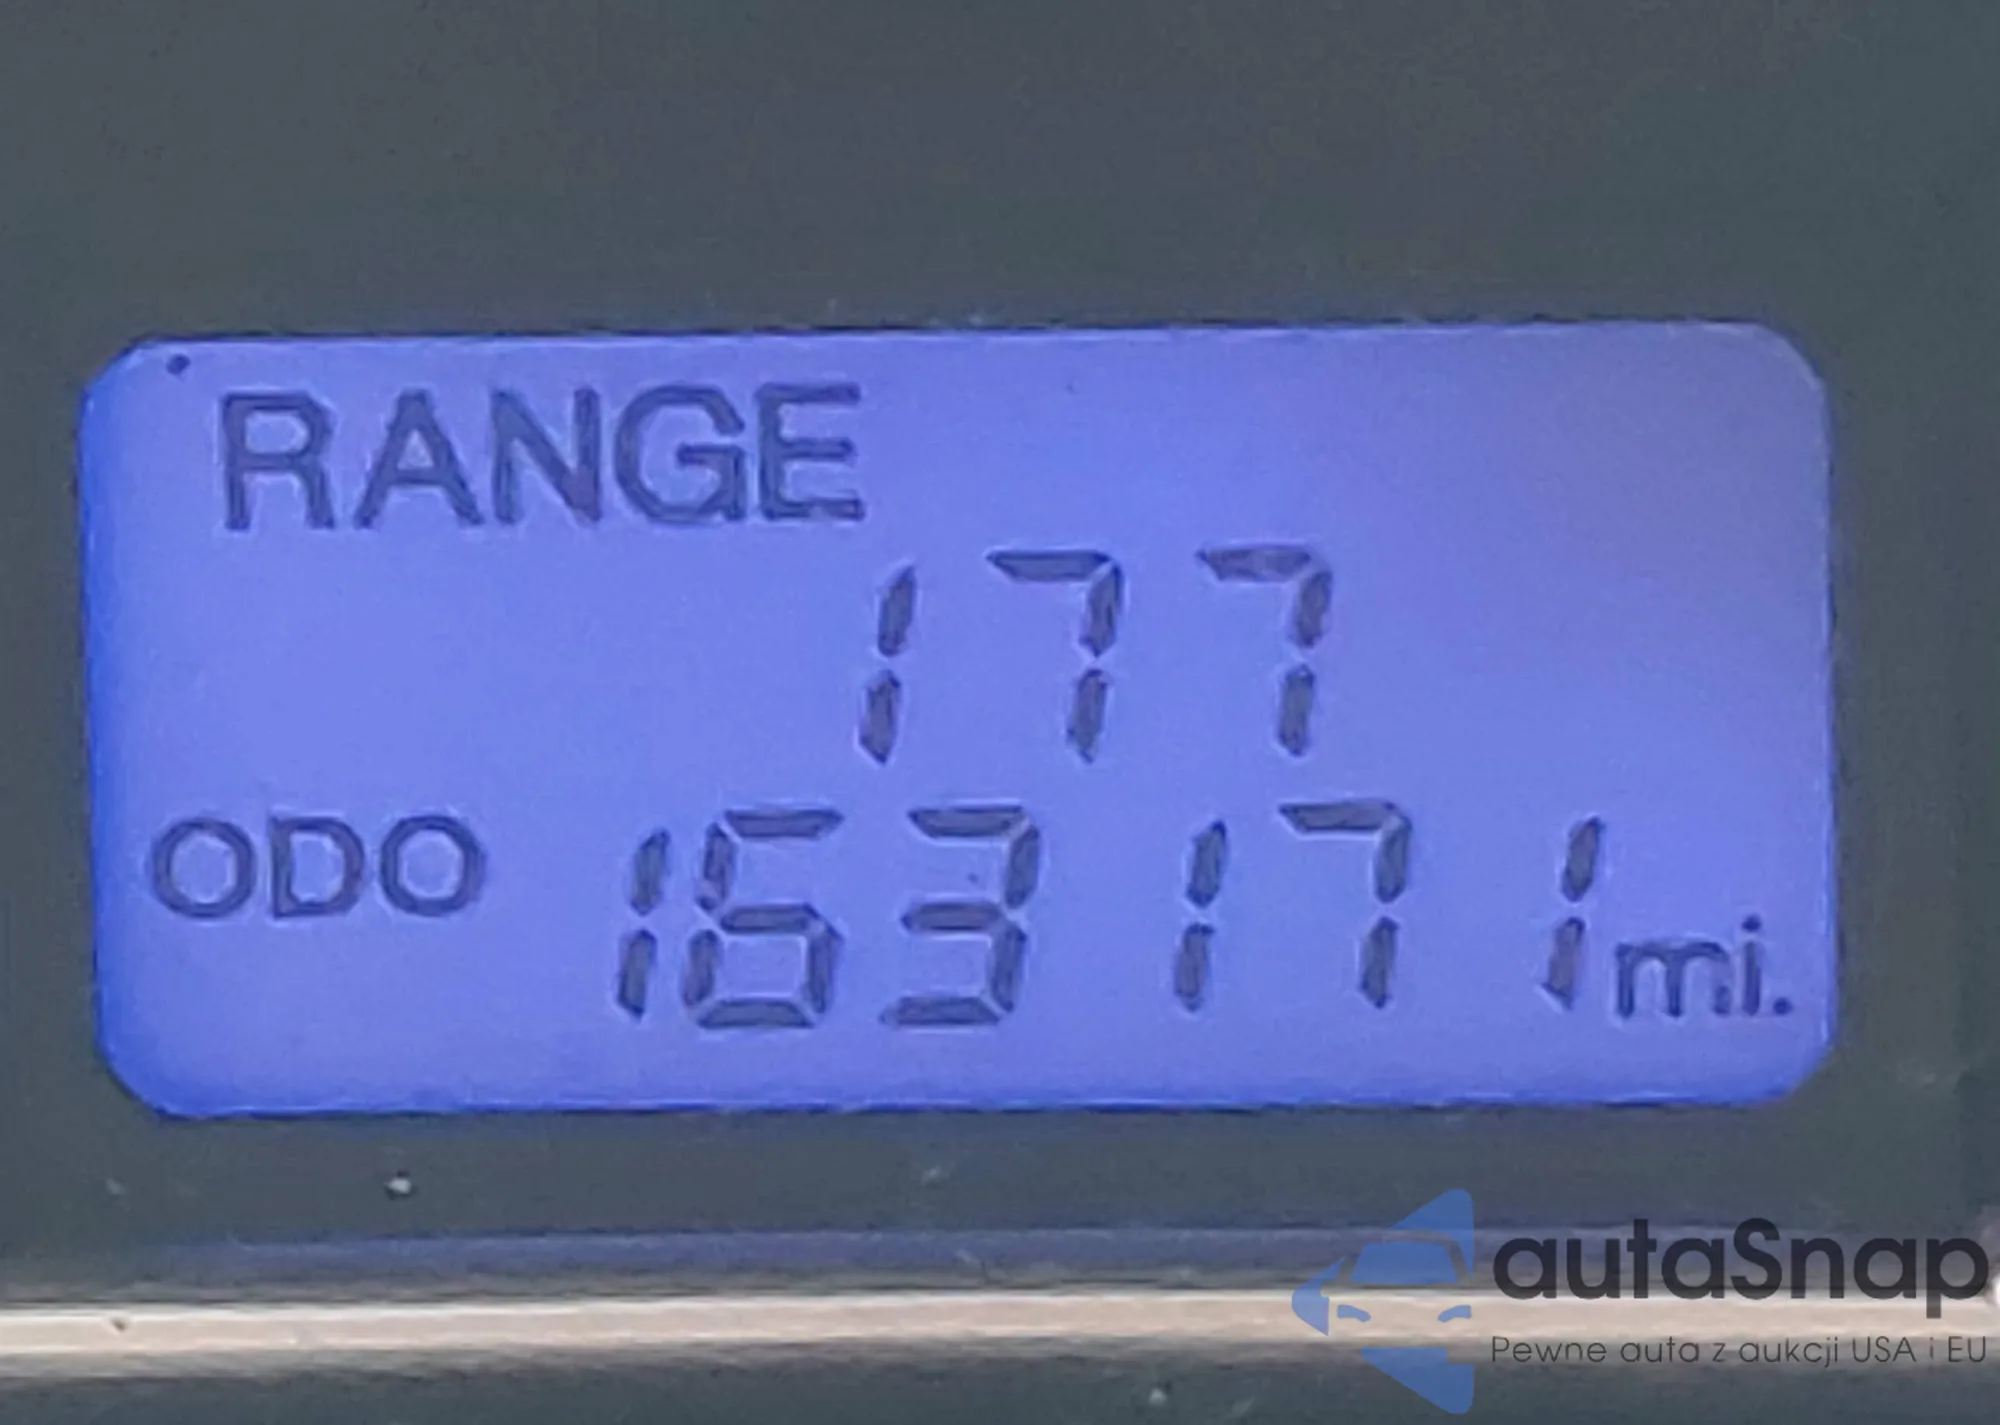 RANGE
177
ODO 163171 mi.
autaSnap
Pewne auta z aukcji USA i EU